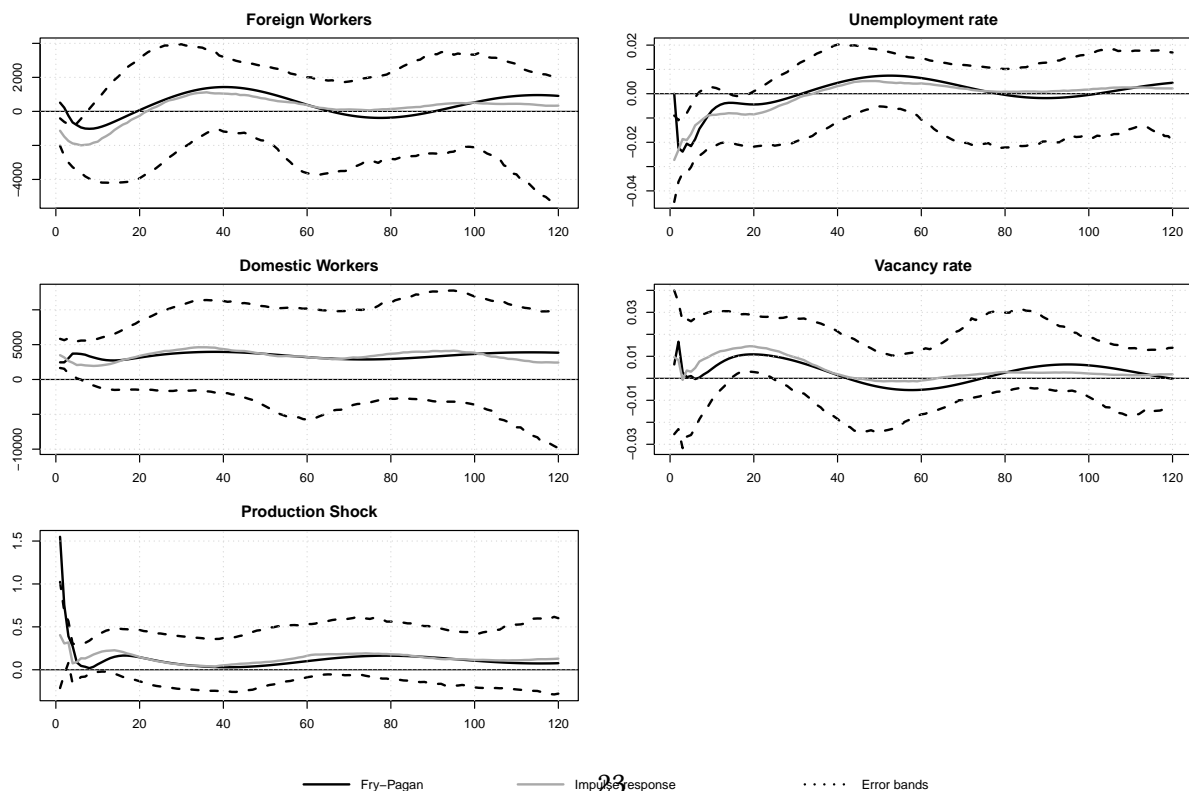 Foreign Workers
−4000 0 2000
0 20 40 60 80 100 120
Unemployment rate
−0.04 −0.02 0.00 0.02
0 20 40 60 80 100 120
Domestic Workers
−10000 0 5000
0 20 40 60 80 100 120
Vacancy rate
−0.03 −0.01 0.01 0.03
0 20 40 60 80 100 120
Production Shock
0.0 0.5 1.0 1.5
0 20 40 60 80 100 120
Fry−Pagan Impulse response Error bands
23